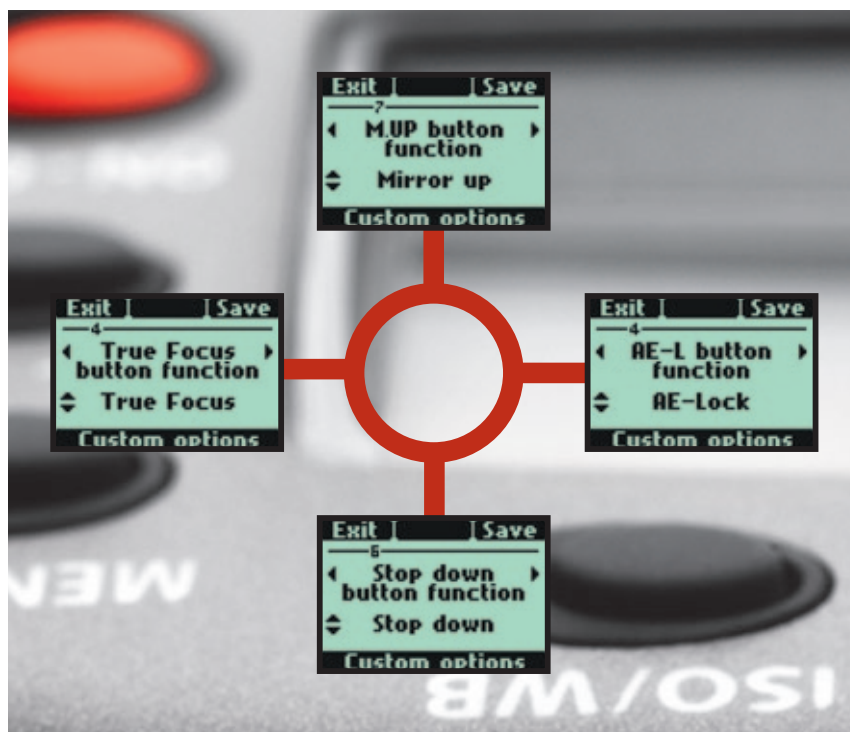 Exit Save
7
M.UP button
function
Mirror up
Custom options
Exit Save
4
True Focus
button function
True Focus
Custom options
Exit Save
4
AE-L button
function
AE-Lock
Custom options
Exit Save
Stop down
button function
Stop down
Custom options
MEN
ISO/WB